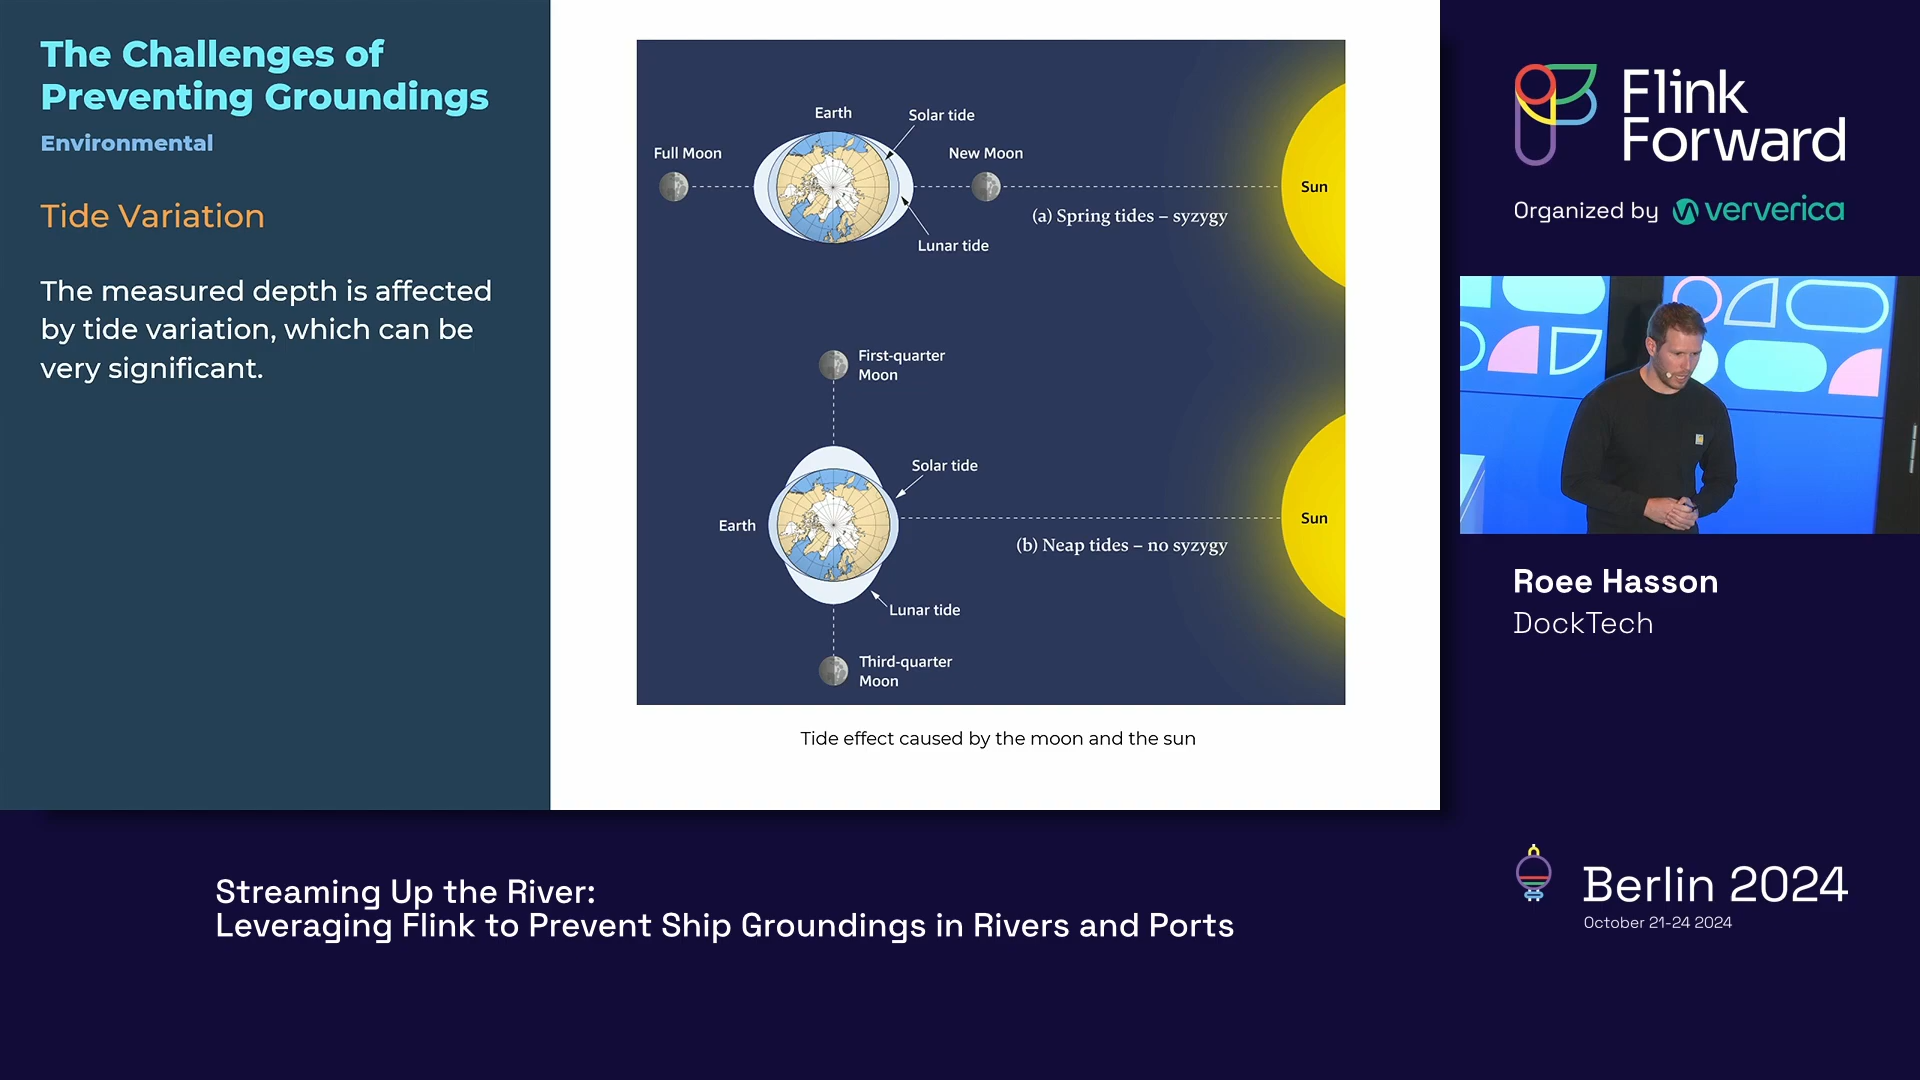 The Challenges of
Preventing Groundings
Environmental
Tide Variation
The measured depth is affected
by tide variation, which can be
very significant.
Earth
Solar tide
Full Moon
New Moon
Sun
(a) Spring tides – syzygy
Lunar tide
First-quarter
Moon
Solar tide
Earth
Sun
(b) Neap tides – no syzygy
Lunar tide
Third-quarter
Moon
Tide effect caused by the moon and the sun
Flink
Forward
Organized by ververica
Roee Hasson
DockTech
Streaming Up the River:
Leveraging Flink to Prevent Ship Groundings in Rivers and Ports
Berlin 2024
October 21-24 2024